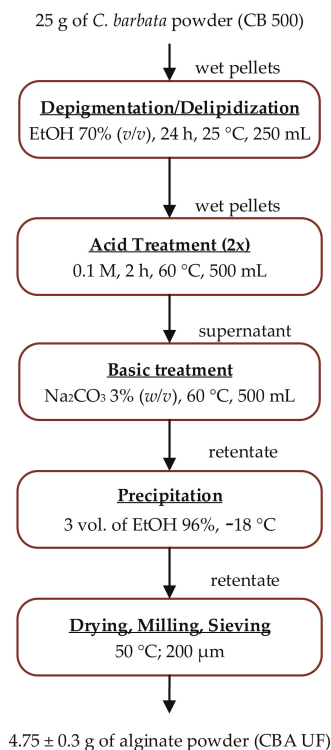 25 g of C. barbata powder (CB 500)
wet pellets
Depigmentation/Delipidization
EtOH 70% (v/v), 24 h, 25 °C, 250 mL
wet pellets
Acid Treatment (2x)
0.1 M, 2 h, 60 °C, 500 mL
supernatant
Basic treatment
Na₂CO₃ 3% (w/v), 60 °C, 500 mL
retentate
Precipitation
3 vol. of EtOH 96%, −18 °C
retentate
Drying, Milling, Sieving
50 °C; 200 µm
4.75 ± 0.3 g of alginate powder (CBA UF)